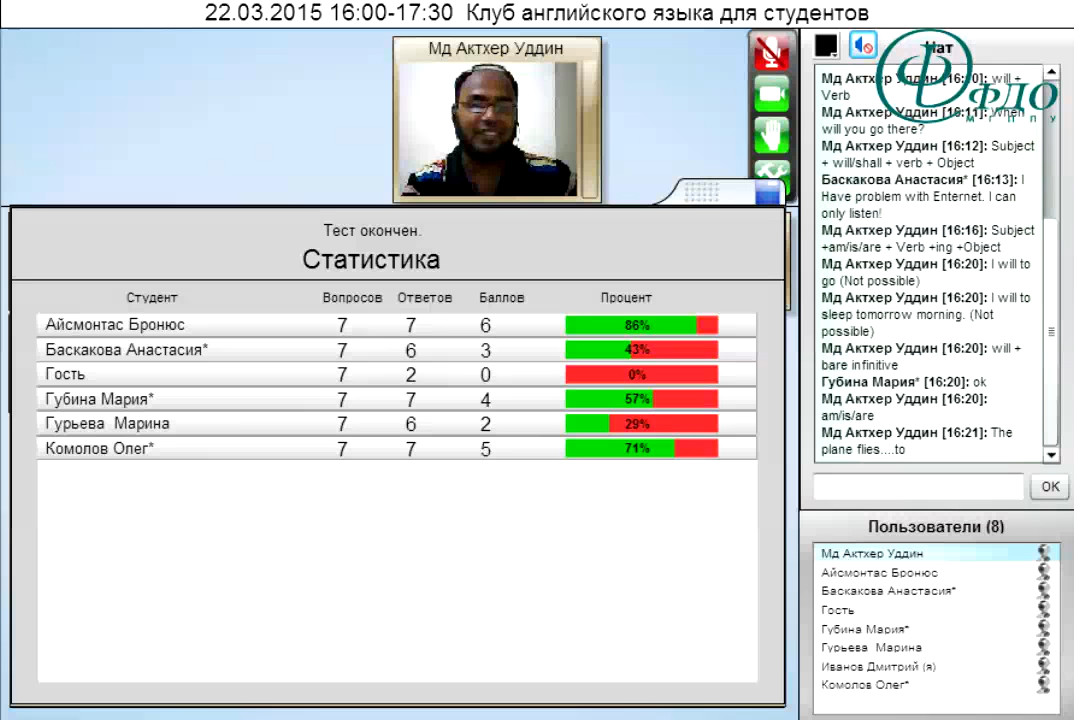 22.03.2015 16:00-17:30 Клуб английского языка для студентов
Мд Актхер Уддин
Тест окончен.
Статистика
Студент Вопросов Ответов Баллов Процент
Айсмонтас Бронюс 7 7 6 86%
Баскакова Анастасия* 7 6 3 43%
Гость 7 2 0 0%
Губина Мария* 7 7 4 57%
Гурьева Марина 7 6 2 29%
Комолов Олег* 7 7 5 71%
Чат
ФДО
МГППУ
Мд Актхер Уддин [16:10]: will +
Verb
Мд Актхер Уддин [16:11]: When
will you go there?
Мд Актхер Уддин [16:12]: Subject
+ will/shall + verb + Object
Баскакова Анастасия* [16:13]: I
Have problem with Enternet. I can
only listen!
Мд Актхер Уддин [16:16]: Subject
+am/is/are + Verb +ing +Object
Мд Актхер Уддин [16:20]: I will to
go (Not possible)
Мд Актхер Уддин [16:20]: I will to
sleep tomorrow morning. (Not
possible)
Мд Актхер Уддин [16:20]: will +
bare infinitive
Губина Мария* [16:20]: ok
Мд Актхер Уддин [16:20]:
am/is/are
Мд Актхер Уддин [16:21]: The
plane flies....to
OK
Пользователи (8)
Мд Актхер Уддин
Айсмонтас Бронюс
Баскакова Анастасия*
Гость
Губина Мария*
Гурьева Марина
Иванов Дмитрий (я)
Комолов Олег*